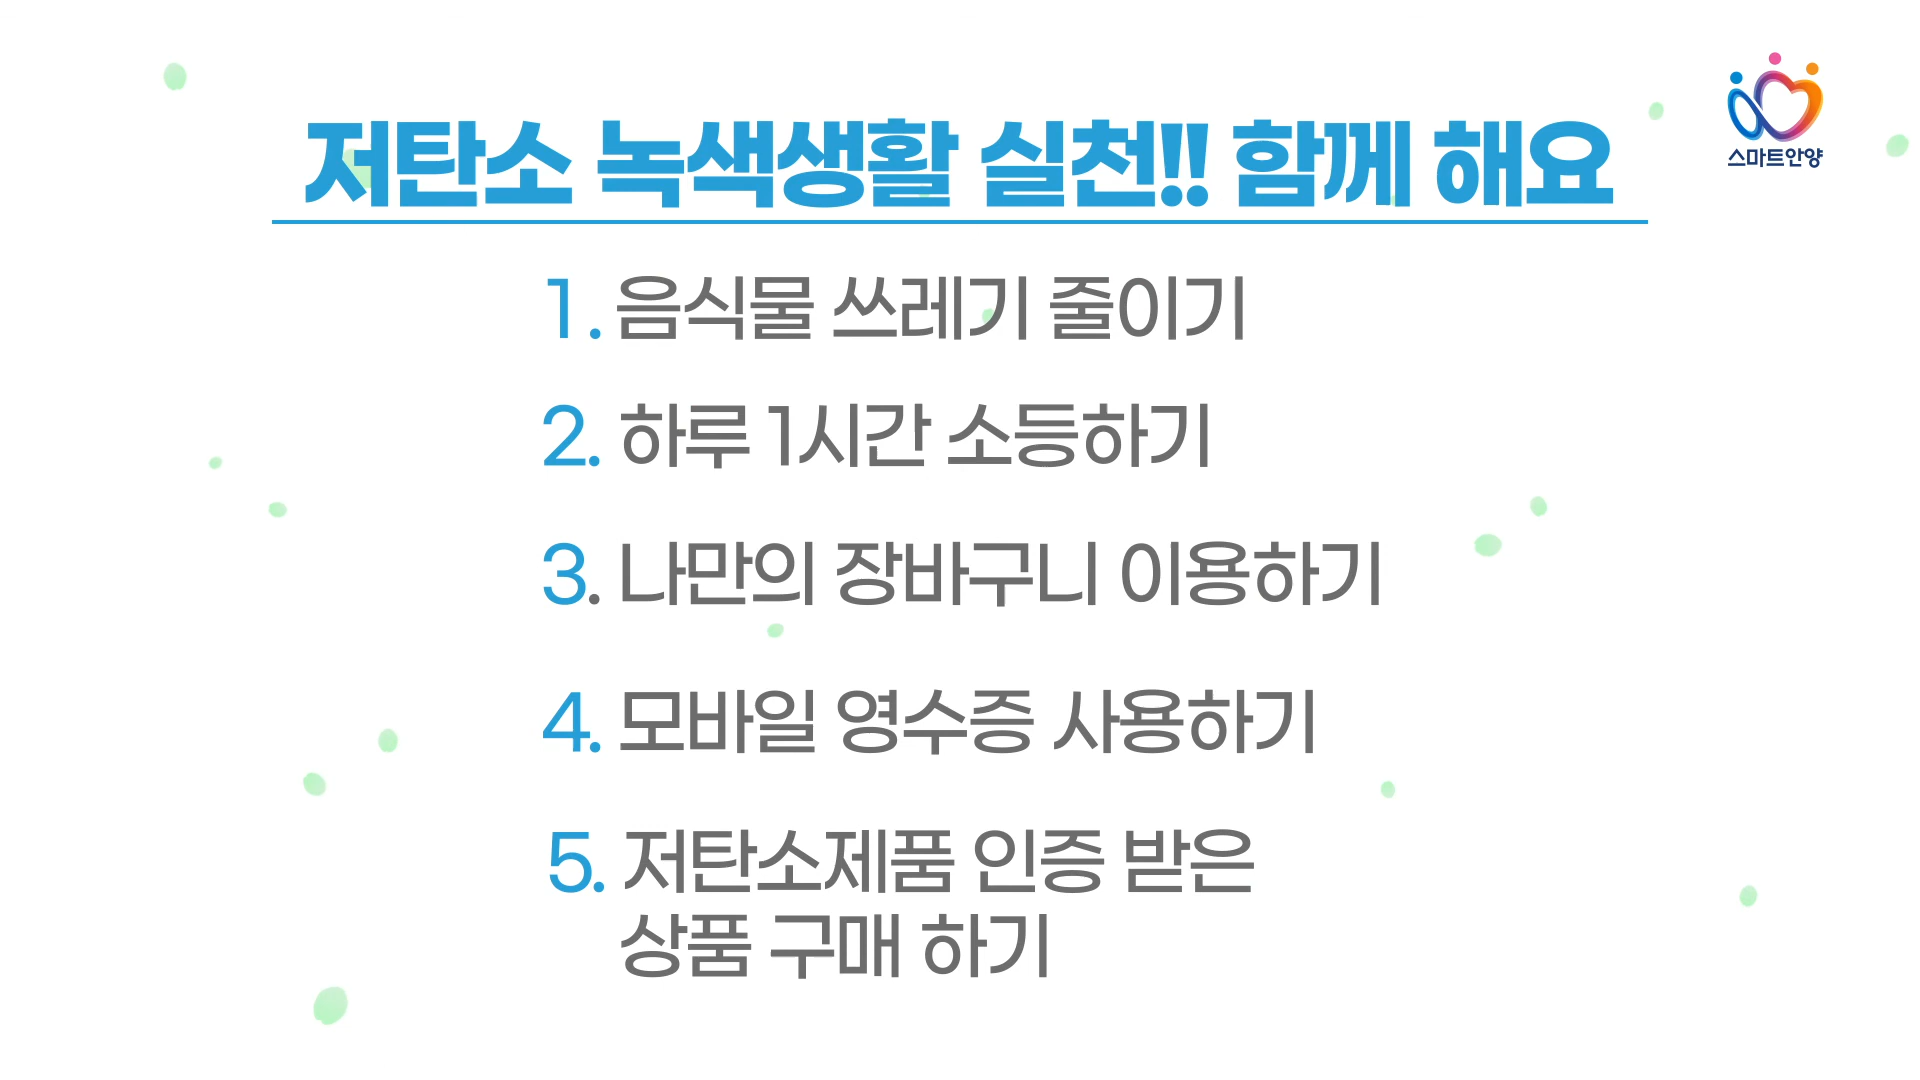 저탄소 녹색생활 실천!! 함께 해요
스마트안양
1. 음식물 쓰레기 줄이기
2. 하루 1시간 소등하기
3. 나만의 장바구니 이용하기
4. 모바일 영수증 사용하기
5. 저탄소제품 인증 받은
상품 구매 하기